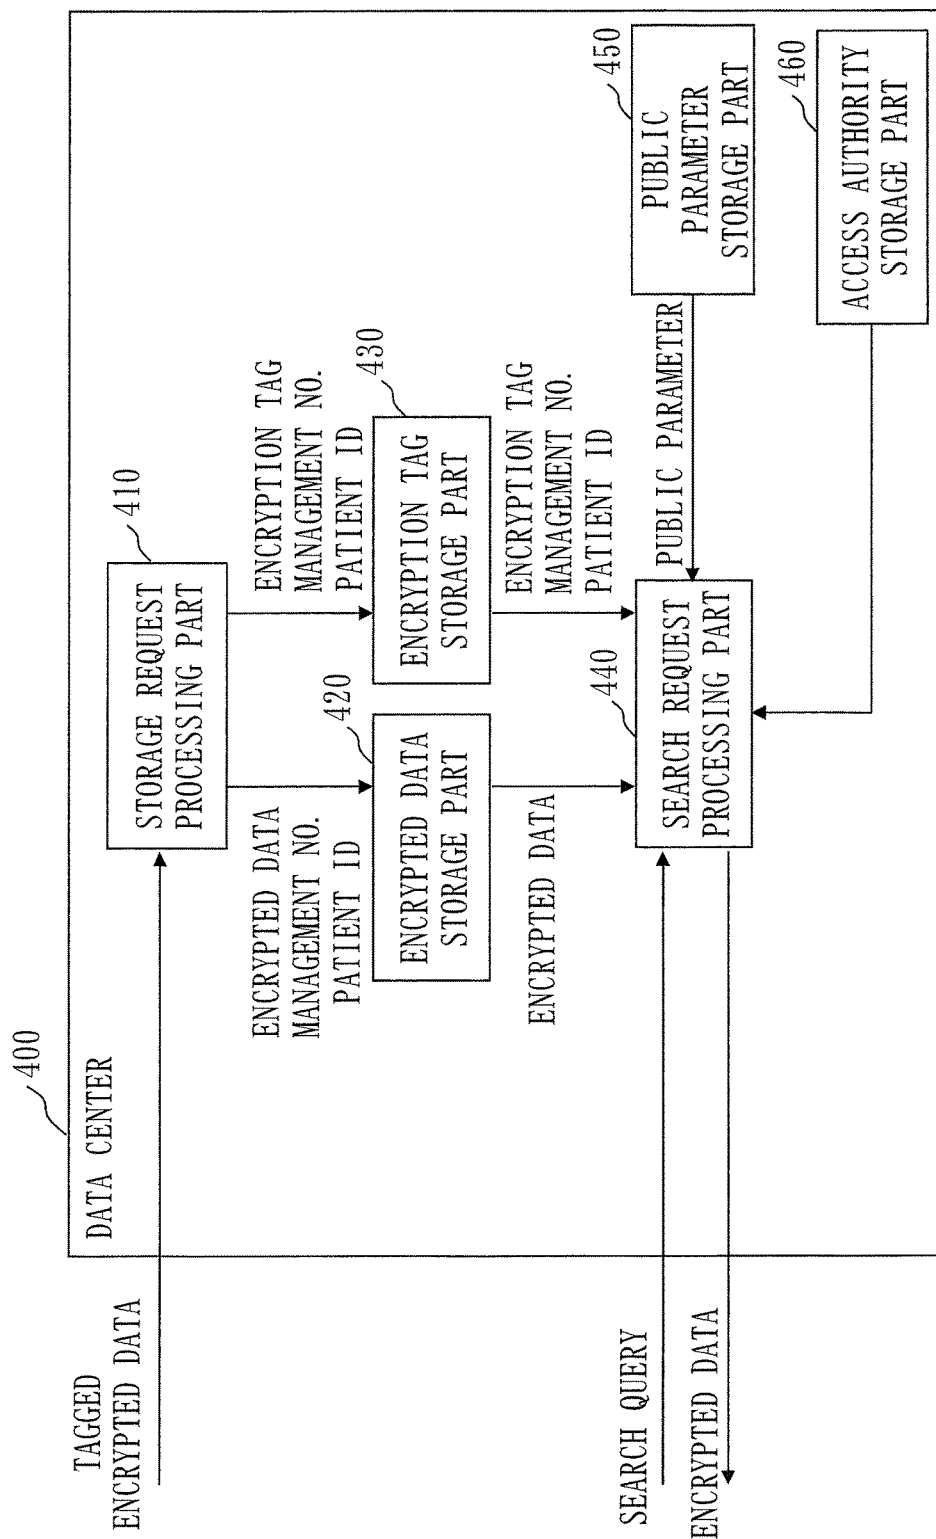 400
DATA CENTER
TAGGED
ENCRYPTED DATA
410
STORAGE REQUEST
PROCESSING PART
ENCRYPTED DATA
MANAGEMENT NO.
PATIENT ID
ENCRYPTION TAG
MANAGEMENT NO.
PATIENT ID
420
ENCRYPTED DATA
STORAGE PART
430
ENCRYPTION TAG
STORAGE PART
ENCRYPTED DATA
ENCRYPTION TAG
MANAGEMENT NO.
PATIENT ID
SEARCH QUERY
ENCRYPTED DATA
440
SEARCH REQUEST
PROCESSING PART
PUBLIC PARAMETER
450
PUBLIC
PARAMETER
STORAGE PART
460
ACCESS AUTHORITY
STORAGE PART